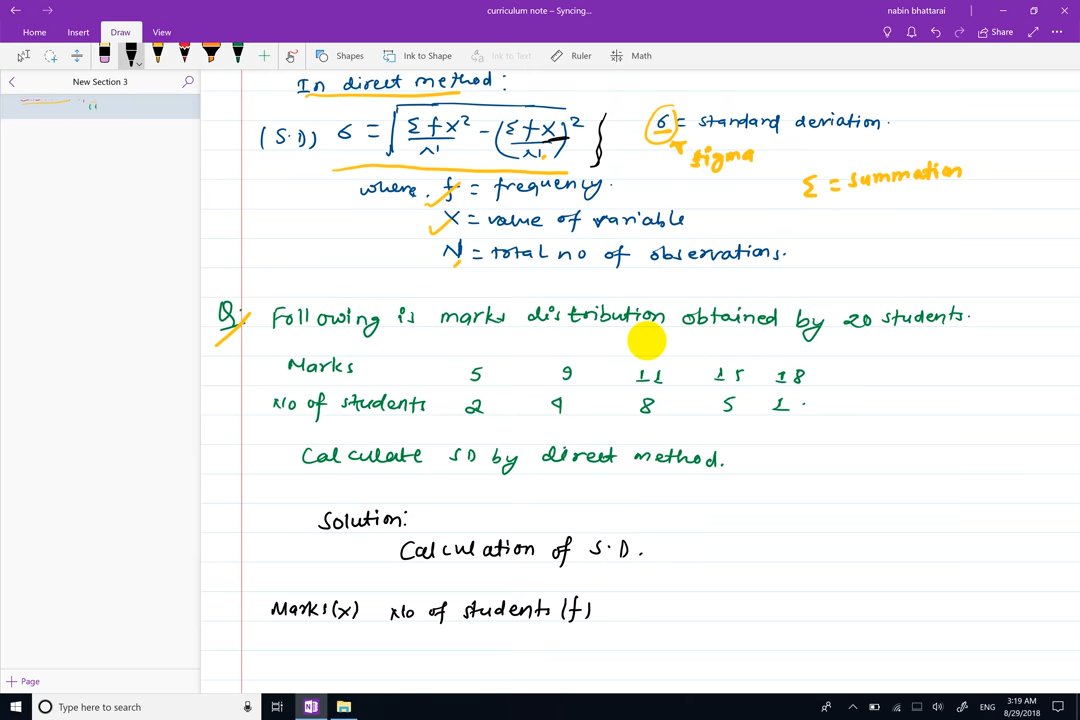 curriculum note - Syncing...
nabin bhattarai
Home Insert Draw View
Share
Shapes Ink to Shape Ink to Text Ruler Math
New Section 3
In direct method:
(S.D) σ = √Σfx²/N - (Σfx/N)² }
σ = standard deviation.
sigma
Σ = summation
where, f = frequency.
X = value of variable
N = total no of observations.
Q: Following is marks distribution obtained by 20 students.
Marks 5 9 11 15 18
No of students 2 4 8 5 1
Calculate SD by direct method.
Solution:
Calculation of S.D.
Marks(x) No of students (f)
+ Page
Type here to search
ENG
3:19 AM
8/29/2018